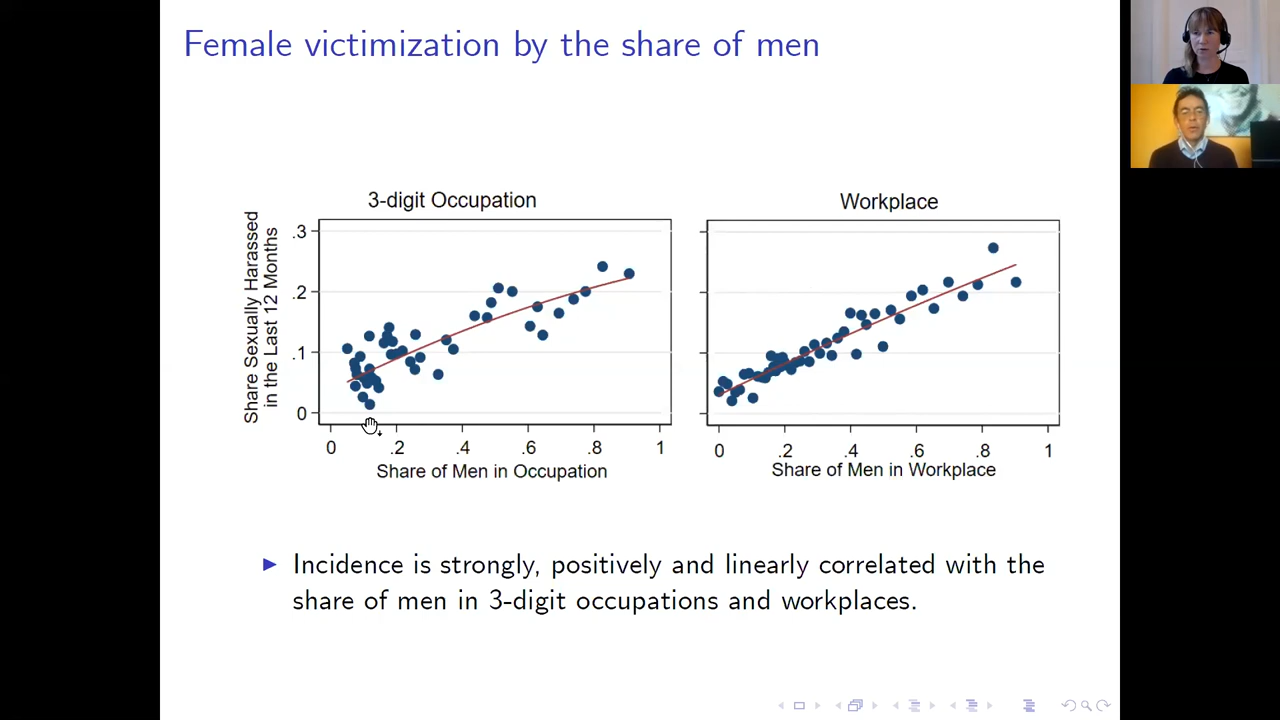 Female victimization by the share of men
3-digit Occupation
Share Sexually Harassed
in the Last 12 Months
.3
.2
.1
0
0 .2 .4 .6 .8 1
Share of Men in Occupation
Workplace
0 .2 .4 .6 .8 1
Share of Men in Workplace
Incidence is strongly, positively and linearly correlated with the
share of men in 3-digit occupations and workplaces.